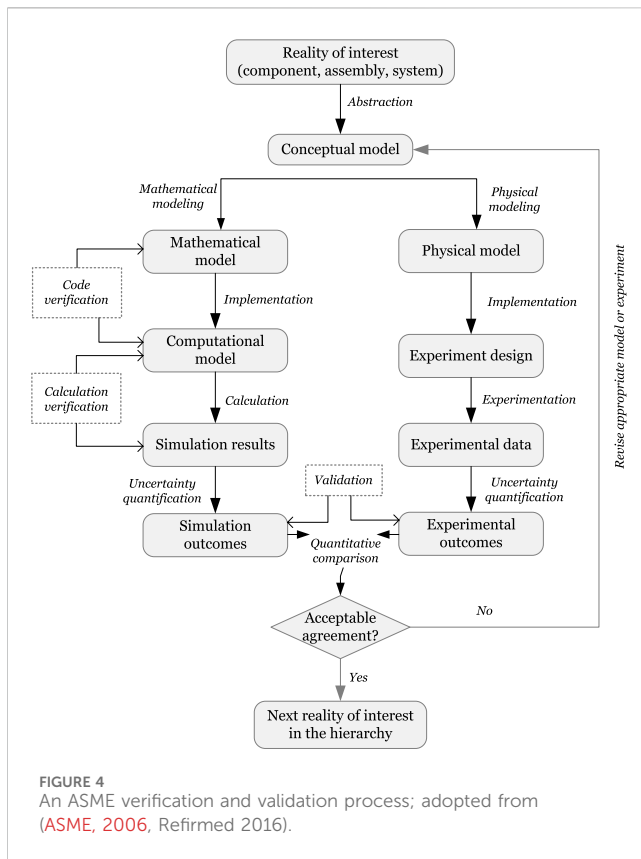 Reality of interest
(component, assembly, system)
Abstraction
Conceptual model
Mathematical
modeling
Physical
modeling
Mathematical
model
Physical model
Code
verification
Implementation
Implementation
Computational
model
Experiment design
Calculation
verification
Calculation
Experimentation
Simulation results
Experimental data
Uncertainty
quantification
Validation
Uncertainty
quantification
Simulation
outcomes
Experimental
outcomes
Quantitative
comparison
Acceptable
agreement?
No
Revise appropriate model or experiment
Yes
Next reality of interest
in the hierarchy
FIGURE 4
An ASME verification and validation process; adopted from
(ASME, 2006, Refirmed 2016).